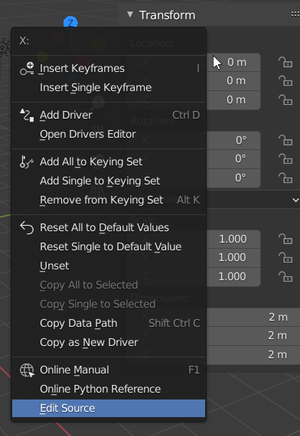 Transform
X:
Location:
0 m
Insert Keyframes I
0 m
Insert Single Keyframe
0 m
Add Driver Ctrl D
Rotation:
Open Drivers Editor
0°
Add All to Keying Set
0°
Add Single to Keying Set
0°
Remove from Keying Set Alt K
Reset All to Default Values
1.000
Reset Single to Default Value
1.000
Unset
1.000
Copy All to Selected
Dimensions:
Copy Single to Selected
2 m
Copy Data Path Shift Ctrl C
2 m
Copy as New Driver
2 m
Online Manual F1
Online Python Reference
Edit Source